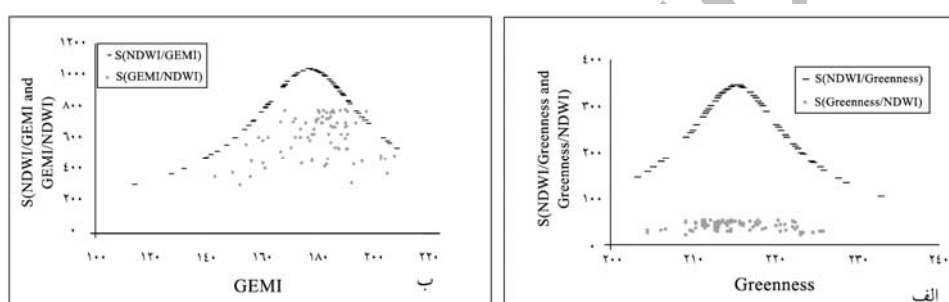 S(NDWI/GEMI)
S(GEMI/NDWI)
S(NDWI/GEMI and
GEMI/NDWI)
۱۲۰۰
۱۰۰۰
۸۰۰
۶۰۰
۴۰۰
۲۰۰
۰
۱۰۰ ۱۲۰ ۱۴۰ ۱۶۰ ۱۸۰ ۲۰۰ ۲۲۰
GEMI
ب
S(NDWI/Greenness)
S(Greenness/NDWI)
S(NDWI/Greenness and
Greenness/NDWI)
۴۰۰
۳۰۰
۲۰۰
۱۰۰
۰
۲۰۰ ۲۱۰ ۲۲۰ ۲۳۰ ۲۴۰
Greenness
الف